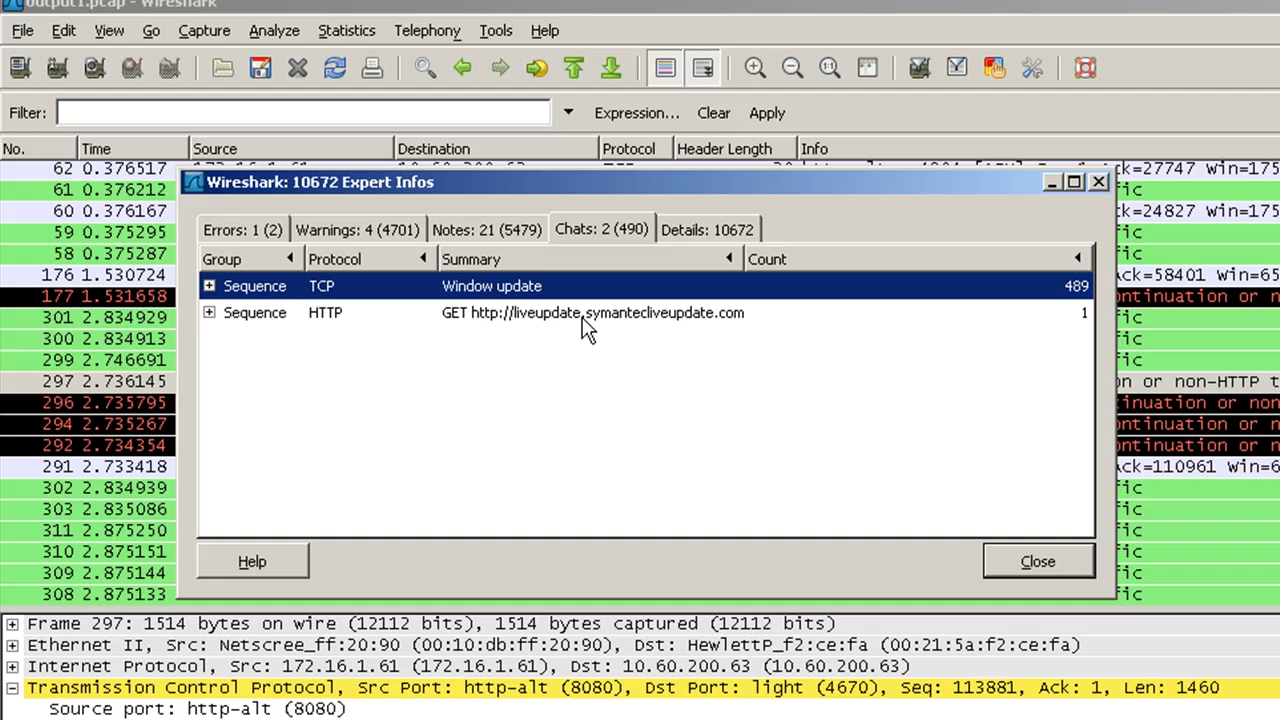 output1.pcap - Wireshark
File Edit View Go Capture Analyze Statistics Telephony Tools Help
Filter: Expression... Clear Apply
No. Time Source Destination Protocol Header Length Info
62 0.376517 Ack=27747 Win=175
61 0.376212 fic
60 0.376167 Ack=24827 Win=175
59 0.375295 fic
58 0.375287 fic
176 1.530724 Ack=58401 Win=65
177 1.531658 ontinuation or n
301 2.834929 fic
300 2.834919 fic
299 2.746691 fic
297 2.736145 on or non-HTTP t
296 2.735795 inuation or non
294 2.735267 ontinuation or n
292 2.734354 ontinuation or n
291 2.733418 Ack=110961 Win=6
302 2.834939 fic
303 2.835086 fic
311 2.875250 fic
310 2.875151 fic
309 2.875144 fic
308 2.875133 fic
Wireshark: 10672 Expert Infos
Errors: 1 (2) Warnings: 4 (4701) Notes: 21 (5479) Chats: 2 (490) Details: 10672
Group Protocol Summary Count
Sequence TCP Window update 489
Sequence HTTP GET http://liveupdate.symantecliveupdate.com 1
Help Close
Frame 297: 1514 bytes on wire (12112 bits), 1514 bytes captured (12112 bits)
Ethernet II, Src: Netscree_ff:20:90 (00:10:db:ff:20:90), Dst: HewlettP_f2:ce:fa (00:21:5a:f2:ce:fa)
Internet Protocol, Src: 172.16.1.61 (172.16.1.61), Dst: 10.60.200.63 (10.60.200.63)
Transmission Control Protocol, Src Port: http-alt (8080), Dst Port: light (4670), Seq: 113881, Ack: 1, Len: 1460
Source port: http-alt (8080)